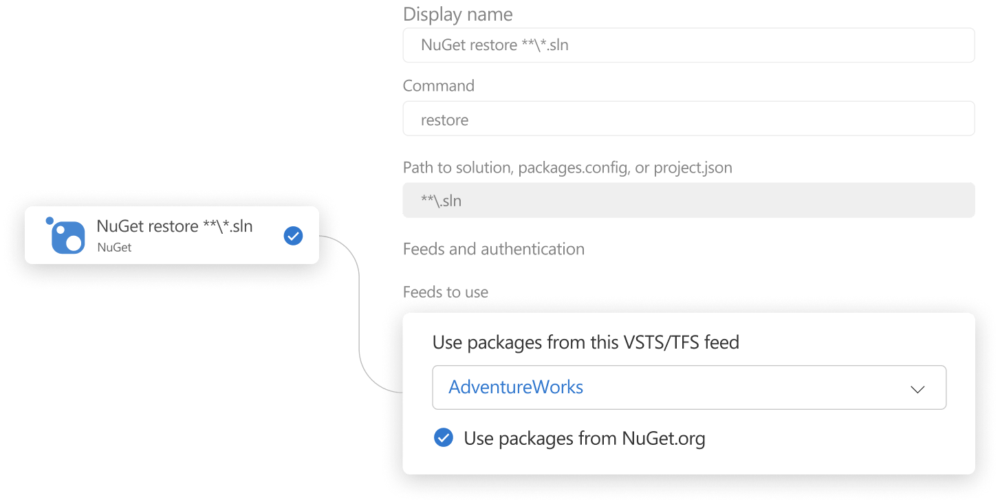 Display name
NuGet restore **\*.sln
Command
restore
Path to solution, packages.config, or project.json
**\.sln
NuGet restore **\*.sln
NuGet
Feeds and authentication
Feeds to use
Use packages from this VSTS/TFS feed
AdventureWorks
Use packages from NuGet.org